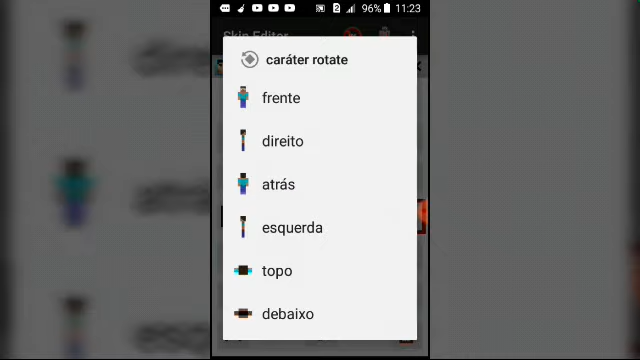 96% 11:23
Skin Editor
caráter rotate
frente
direito
atrás
esquerda
topo
debaixo